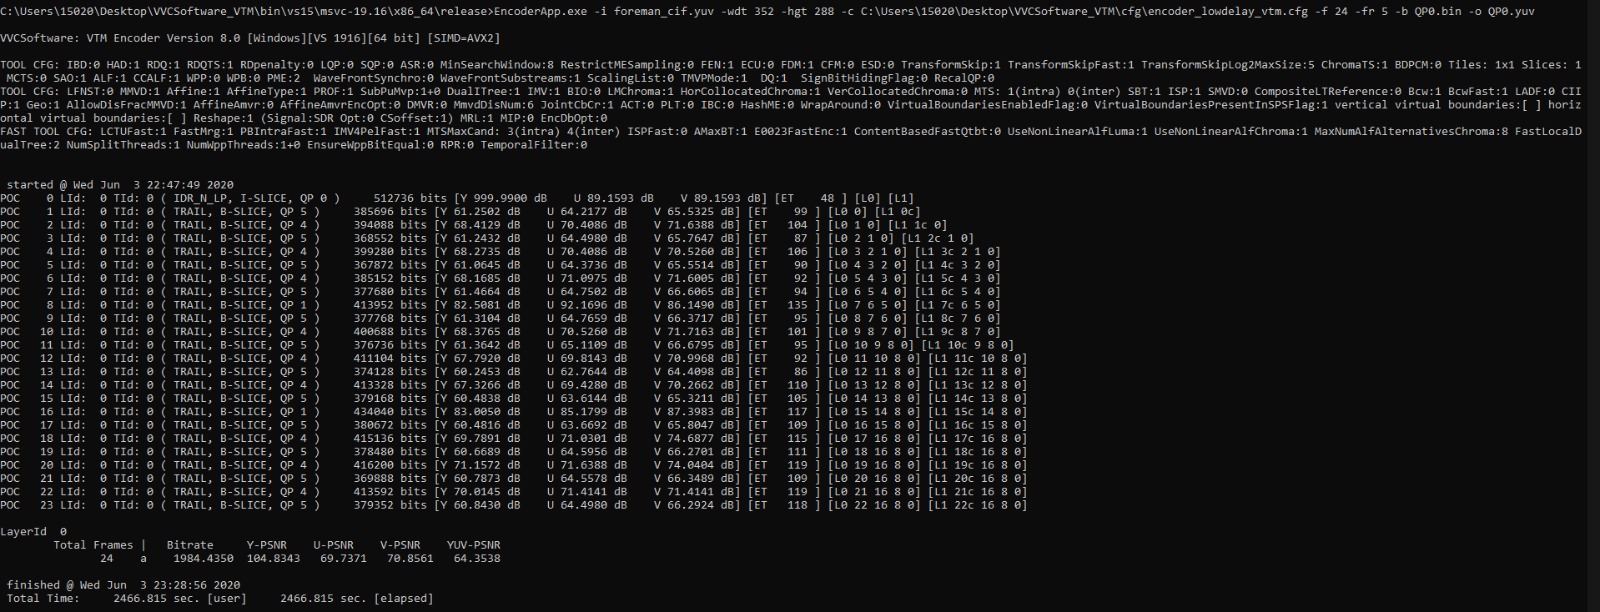 C:\Users\15020\Desktop\VVCSoftware_VTM\bin\vs15\msvc-19.16\x86_64\release>EncoderApp.exe -i foreman_cif.yuv -wdt 352 -hgt 288 -c C:\Users\15020\Desktop\VVCSoftware_VTM\cfg\encoder_lowdelay_vtm.cfg -f 24 -fr 5 -b QP0.bin -o QP0.yuv
VVCSoftware: VTM Encoder Version 8.0 [Windows][VS 1916][64 bit] [SIMD=AVX2]
TOOL CFG: IBD:0 HAD:1 RDQ:1 RDQTS:1 RDpenalty:0 LQP:0 SQP:0 ASR:0 MinSearchWindow:8 RestrictMESampling:0 FEN:1 ECU:0 FDM:1 CFM:0 ESD:0 TransformSkip:1 TransformSkipFast:1 TransformSkipLog2MaxSize:5 ChromaTS:1 BDPCM:0 Tiles: 1x1 Slices: 1
 MCTS:0 SAO:1 ALF:1 CCALF:1 WPP:0 WPB:0 PME:2  WaveFrontSynchro:0 WaveFrontSubstreams:1 ScalingList:0 TMVPMode:1  DQ:1  SignBitHidingFlag:0 RecalQP:0
TOOL CFG: LFNST:0 MMVD:1 Affine:1 AffineType:1 PROF:1 SubPuMvp:1+0 DualITree:1 IMV:1 BIO:0 LMChroma:1 HorCollocatedChroma:1 VerCollocatedChroma:0 MTS: 1(intra) 0(inter) SBT:1 ISP:1 SMVD:0 CompositeLTReference:0 Bcw:1 BcwFast:1 LADF:0 CII
P:1 Geo:1 AllowDisFracMMVD:1 AffineAmvr:0 AffineAmvrEncOpt:0 DMVR:0 MmvdDisNum:6 JointCbCr:1 ACT:0 PLT:0 IBC:0 HashME:0 WrapAround:0 VirtualBoundariesEnabledFlag:0 VirtualBoundariesPresentInSPSFlag:1 vertical virtual boundaries:[ ] horiz
ontal virtual boundaries:[ ] Reshape:1 (Signal:SDR Opt:0 CSoffset:1) MRL:1 MIP:0 EncDbOpt:0
FAST TOOL CFG: LCTUFast:1 FastMrg:1 PBIntraFast:1 IMV4PelFast:1 MTSMaxCand: 3(intra) 4(inter) ISPFast:0 AMaxBT:1 E0023FastEnc:1 ContentBasedFastQtbt:0 UseNonLinearAlfLuma:1 UseNonLinearAlfChroma:1 MaxNumAlfAlternativesChroma:8 FastLocalD
ualTree:2 NumSplitThreads:1 NumWppThreads:1+0 EnsureWppBitEqual:0 RPR:0 TemporalFilter:0
 started @ Wed Jun  3 22:47:49 2020
POC    0 LId:  0 TId: 0 ( IDR_N_LP, I-SLICE, QP 0 )     512736 bits [Y 999.9900 dB    U 89.1593 dB    V 89.1593 dB] [ET    48 ] [L0] [L1]
POC    1 LId:  0 TId: 0 ( TRAIL, B-SLICE, QP 5 )     385696 bits [Y 61.2502 dB    U 64.2177 dB    V 65.5325 dB] [ET    99 ] [L0 0] [L1 0c]
POC    2 LId:  0 TId: 0 ( TRAIL, B-SLICE, QP 4 )     394088 bits [Y 68.4129 dB    U 70.4086 dB    V 71.6388 dB] [ET   104 ] [L0 1 0] [L1 1c 0]
POC    3 LId:  0 TId: 0 ( TRAIL, B-SLICE, QP 5 )     368552 bits [Y 61.2432 dB    U 64.4980 dB    V 65.7647 dB] [ET    87 ] [L0 2 1 0] [L1 2c 1 0]
POC    4 LId:  0 TId: 0 ( TRAIL, B-SLICE, QP 4 )     399280 bits [Y 68.2735 dB    U 70.4086 dB    V 70.5260 dB] [ET   106 ] [L0 3 2 1 0] [L1 3c 2 1 0]
POC    5 LId:  0 TId: 0 ( TRAIL, B-SLICE, QP 5 )     367872 bits [Y 61.0645 dB    U 64.3736 dB    V 65.5514 dB] [ET    90 ] [L0 4 3 2 0] [L1 4c 3 2 0]
POC    6 LId:  0 TId: 0 ( TRAIL, B-SLICE, QP 4 )     385152 bits [Y 68.1685 dB    U 71.0975 dB    V 71.6005 dB] [ET    92 ] [L0 5 4 3 0] [L1 5c 4 3 0]
POC    7 LId:  0 TId: 0 ( TRAIL, B-SLICE, QP 5 )     377680 bits [Y 61.4664 dB    U 64.7502 dB    V 66.6065 dB] [ET    94 ] [L0 6 5 4 0] [L1 6c 5 4 0]
POC    8 LId:  0 TId: 0 ( TRAIL, B-SLICE, QP 1 )     413952 bits [Y 82.5081 dB    U 92.1696 dB    V 86.1490 dB] [ET   135 ] [L0 7 6 5 0] [L1 7c 6 5 0]
POC    9 LId:  0 TId: 0 ( TRAIL, B-SLICE, QP 5 )     377768 bits [Y 61.3104 dB    U 64.7659 dB    V 66.3717 dB] [ET    95 ] [L0 8 7 6 0] [L1 8c 7 6 0]
POC   10 LId:  0 TId: 0 ( TRAIL, B-SLICE, QP 4 )     400688 bits [Y 68.3765 dB    U 70.5260 dB    V 71.7163 dB] [ET   101 ] [L0 9 8 7 0] [L1 9c 8 7 0]
POC   11 LId:  0 TId: 0 ( TRAIL, B-SLICE, QP 5 )     376736 bits [Y 61.3642 dB    U 65.1109 dB    V 66.6795 dB] [ET    95 ] [L0 10 9 8 0] [L1 10c 9 8 0]
POC   12 LId:  0 TId: 0 ( TRAIL, B-SLICE, QP 4 )     411104 bits [Y 67.7920 dB    U 69.8143 dB    V 70.9968 dB] [ET    92 ] [L0 11 10 8 0] [L1 11c 10 8 0]
POC   13 LId:  0 TId: 0 ( TRAIL, B-SLICE, QP 5 )     374128 bits [Y 60.2453 dB    U 62.7644 dB    V 64.4098 dB] [ET    86 ] [L0 12 11 8 0] [L1 12c 11 8 0]
POC   14 LId:  0 TId: 0 ( TRAIL, B-SLICE, QP 4 )     413328 bits [Y 67.3266 dB    U 69.4280 dB    V 70.2662 dB] [ET   110 ] [L0 13 12 8 0] [L1 13c 12 8 0]
POC   15 LId:  0 TId: 0 ( TRAIL, B-SLICE, QP 5 )     379168 bits [Y 60.4838 dB    U 63.6144 dB    V 65.3211 dB] [ET   105 ] [L0 14 13 8 0] [L1 14c 13 8 0]
POC   16 LId:  0 TId: 0 ( TRAIL, B-SLICE, QP 1 )     434040 bits [Y 83.0050 dB    U 85.1799 dB    V 87.3983 dB] [ET   117 ] [L0 15 14 8 0] [L1 15c 14 8 0]
POC   17 LId:  0 TId: 0 ( TRAIL, B-SLICE, QP 5 )     380672 bits [Y 60.4816 dB    U 63.6692 dB    V 65.8047 dB] [ET   109 ] [L0 16 15 8 0] [L1 16c 15 8 0]
POC   18 LId:  0 TId: 0 ( TRAIL, B-SLICE, QP 4 )     415136 bits [Y 69.7891 dB    U 71.0301 dB    V 74.6877 dB] [ET   115 ] [L0 17 16 8 0] [L1 17c 16 8 0]
POC   19 LId:  0 TId: 0 ( TRAIL, B-SLICE, QP 5 )     378480 bits [Y 60.6689 dB    U 64.5956 dB    V 66.2701 dB] [ET   111 ] [L0 18 16 8 0] [L1 18c 16 8 0]
POC   20 LId:  0 TId: 0 ( TRAIL, B-SLICE, QP 4 )     416200 bits [Y 71.1572 dB    U 71.6388 dB    V 74.0404 dB] [ET   119 ] [L0 19 16 8 0] [L1 19c 16 8 0]
POC   21 LId:  0 TId: 0 ( TRAIL, B-SLICE, QP 5 )     369888 bits [Y 60.7873 dB    U 64.5578 dB    V 66.3489 dB] [ET   109 ] [L0 20 16 8 0] [L1 20c 16 8 0]
POC   22 LId:  0 TId: 0 ( TRAIL, B-SLICE, QP 4 )     413592 bits [Y 70.0145 dB    U 71.4141 dB    V 71.4141 dB] [ET   119 ] [L0 21 16 8 0] [L1 21c 16 8 0]
POC   23 LId:  0 TId: 0 ( TRAIL, B-SLICE, QP 5 )     379352 bits [Y 60.8430 dB    U 64.4980 dB    V 66.2924 dB] [ET   118 ] [L0 22 16 8 0] [L1 22c 16 8 0]
LayerId  0
        Total Frames |   Bitrate     Y-PSNR    U-PSNR    V-PSNR    YUV-PSNR
               24    a    1984.4350  104.8343   69.7371   70.8561   64.3538
 finished @ Wed Jun  3 23:28:56 2020
 Total Time:     2466.815 sec. [user]     2466.815 sec. [elapsed]